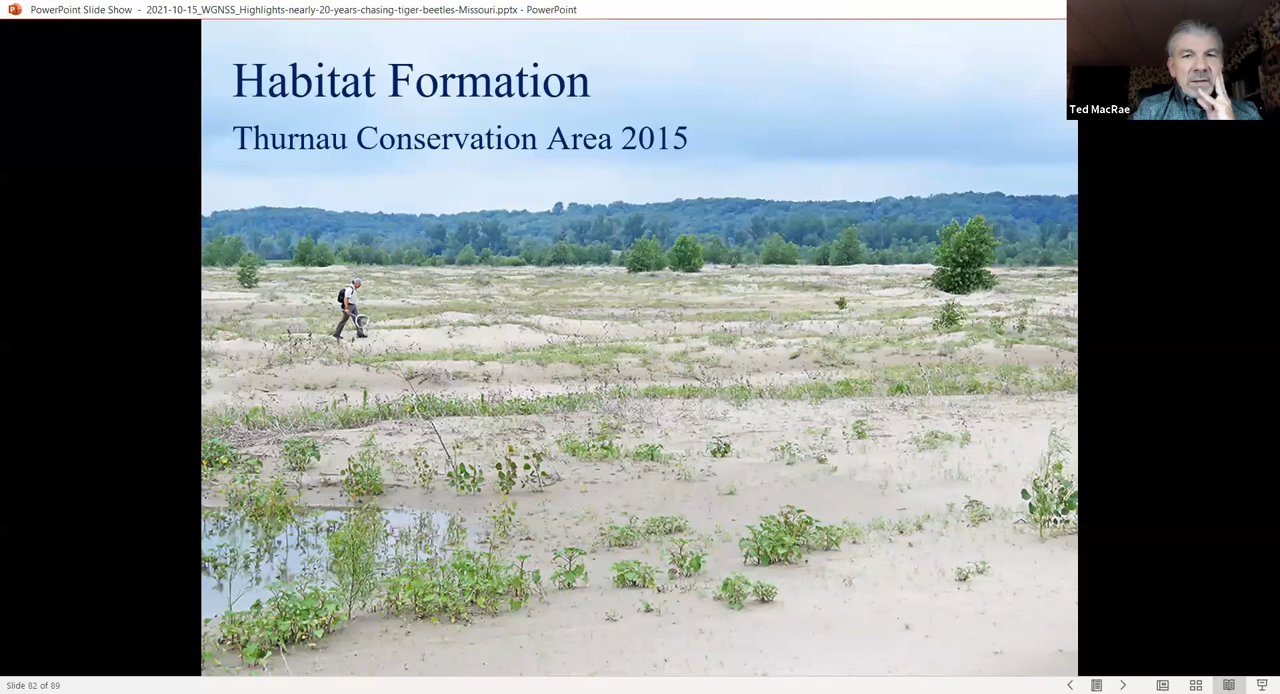 PowerPoint Slide Show - 2021-10-15_WGNSS_Highlights-nearly-20-years-chasing-tiger-beetles-Missouri.pptx - PowerPoint
Habitat Formation
Thurnau Conservation Area 2015
Ted MacRae
Slide 82 of 89